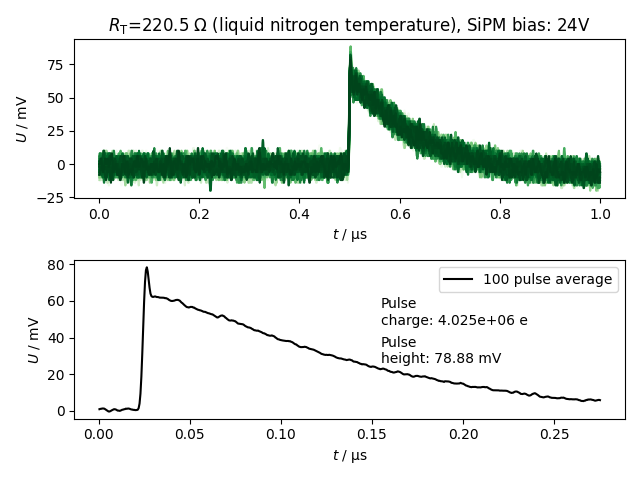 R_T=220.5 Ω (liquid nitrogen temperature), SiPM bias: 24V
75
50
25
0
−25
U / mV
0.0 0.2 0.4 0.6 0.8 1.0
t / μs
80
60
40
20
0
U / mV
100 pulse average
Pulse
charge: 4.025e+06 e
Pulse
height: 78.88 mV
0.00 0.05 0.10 0.15 0.20 0.25
t / μs